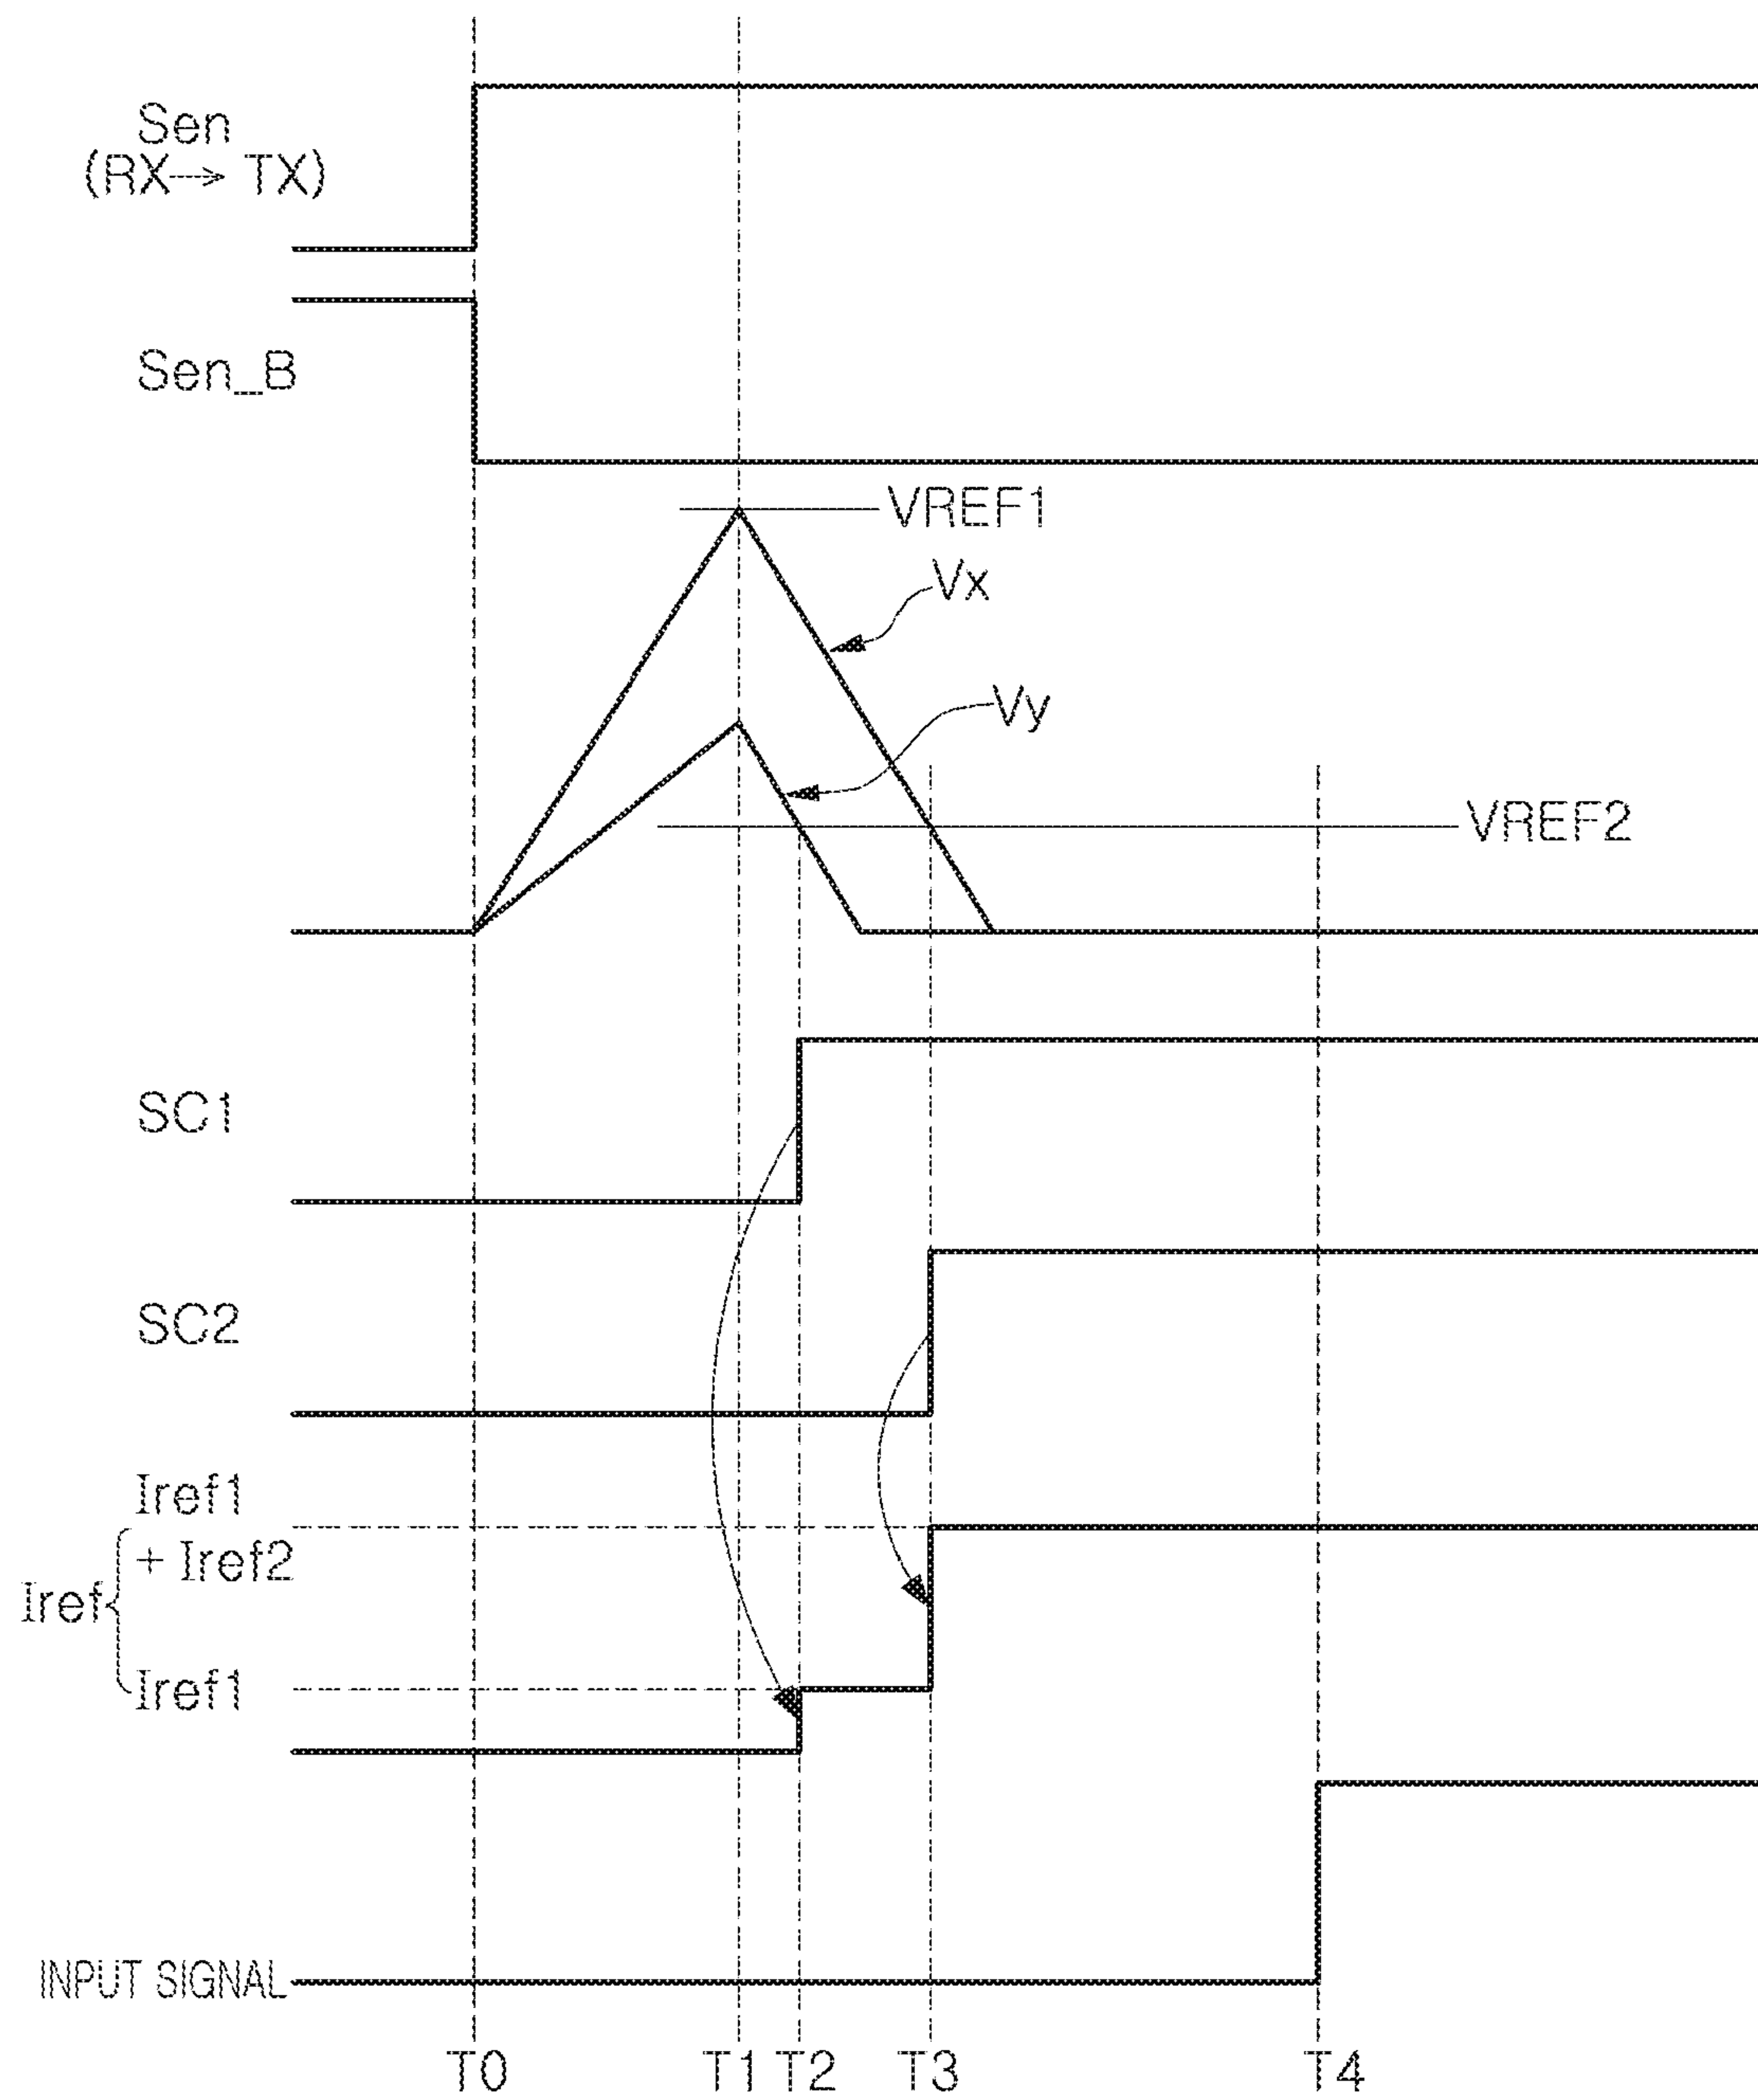 Sen
(RX→ TX)
Sen_B
VREF1
Vx
Vy
VREF2
SC1
SC2
Iref1
+ Iref2
Iref
Iref1
INPUT SIGNAL
T0 T1 T2 T3 T4